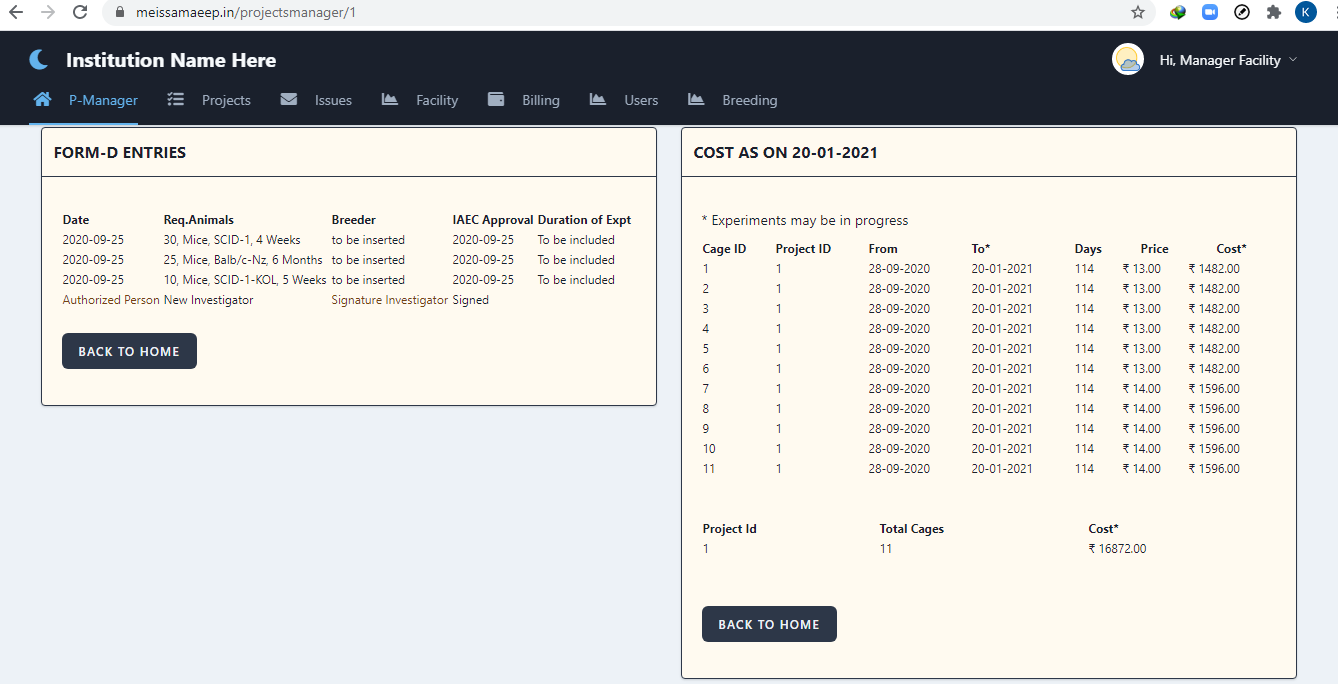 meissamaeep.in/projectsmanager/1
K
Institution Name Here
Hi, Manager Facility
P-Manager Projects Issues Facility Billing Users Breeding
FORM-D ENTRIES
Date Req.Animals Breeder IAEC Approval Duration of Expt
2020-09-25 30, Mice, SCID-1, 4 Weeks to be inserted 2020-09-25 To be included
2020-09-25 25, Mice, Balb/c-Nz, 6 Months to be inserted 2020-09-25 To be included
2020-09-25 10, Mice, SCID-1-KOL, 5 Weeks to be inserted 2020-09-25 To be included
Authorized Person New Investigator Signature Investigator Signed
BACK TO HOME
COST AS ON 20-01-2021
* Experiments may be in progress
Cage ID Project ID From To* Days Price Cost*
1 1 28-09-2020 20-01-2021 114 ₹ 13.00 ₹ 1482.00
2 1 28-09-2020 20-01-2021 114 ₹ 13.00 ₹ 1482.00
3 1 28-09-2020 20-01-2021 114 ₹ 13.00 ₹ 1482.00
4 1 28-09-2020 20-01-2021 114 ₹ 13.00 ₹ 1482.00
5 1 28-09-2020 20-01-2021 114 ₹ 13.00 ₹ 1482.00
6 1 28-09-2020 20-01-2021 114 ₹ 13.00 ₹ 1482.00
7 1 28-09-2020 20-01-2021 114 ₹ 14.00 ₹ 1596.00
8 1 28-09-2020 20-01-2021 114 ₹ 14.00 ₹ 1596.00
9 1 28-09-2020 20-01-2021 114 ₹ 14.00 ₹ 1596.00
10 1 28-09-2020 20-01-2021 114 ₹ 14.00 ₹ 1596.00
11 1 28-09-2020 20-01-2021 114 ₹ 14.00 ₹ 1596.00
Project Id Total Cages Cost*
1 11 ₹ 16872.00
BACK TO HOME